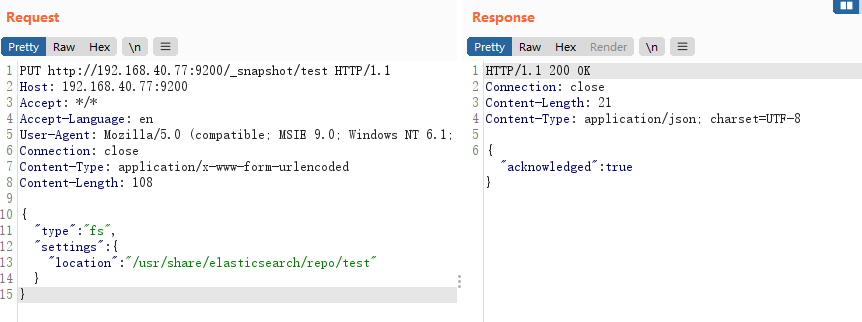 Request
Pretty Raw Hex \n
1 PUT http://192.168.40.77:9200/_snapshot/test HTTP/1.1
2 Host: 192.168.40.77:9200
3 Accept: */*
4 Accept-Language: en
5 User-Agent: Mozilla/5.0 (compatible; MSIE 9.0; Windows NT 6.1;
6 Connection: close
7 Content-Type: application/x-www-form-urlencoded
8 Content-Length: 108
9
10 {
11 "type":"fs",
12 "settings":{
13 "location":"/usr/share/elasticsearch/repo/test"
14 }
15 }
Response
Pretty Raw Hex Render \n
1 HTTP/1.1 200 OK
2 Connection: close
3 Content-Length: 21
4 Content-Type: application/json; charset=UTF-8
5
6 {
"acknowledged":true
}